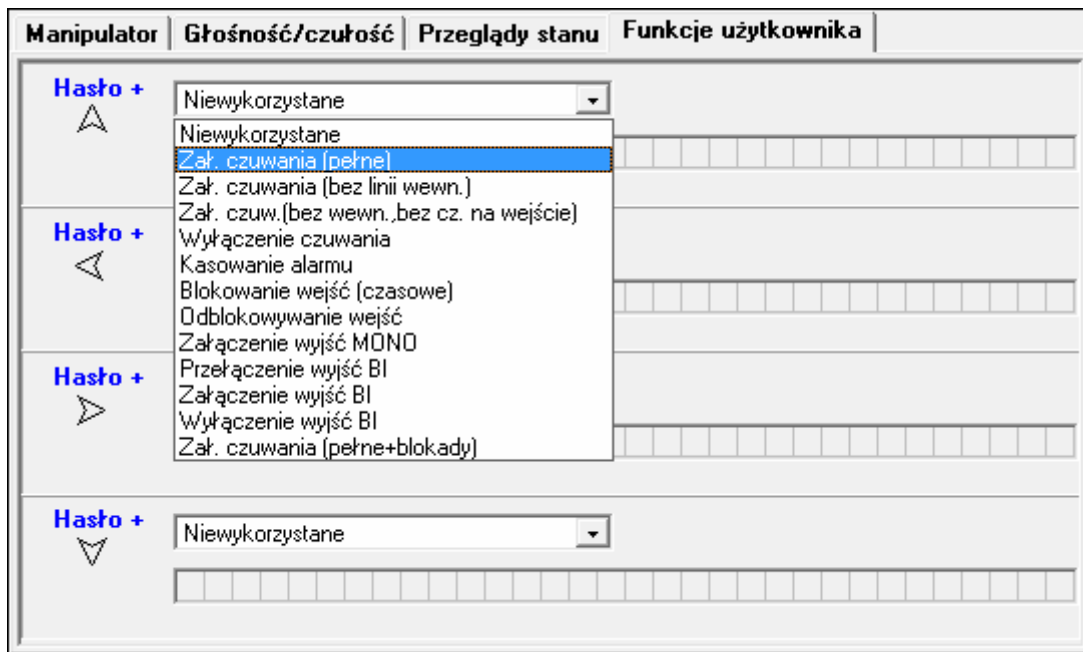 Manipulator Głośność/czułość Przeglądy stanu Funkcje użytkownika
Hasło +
Niewykorzystane
Niewykorzystane
Zał. czuwania (pełne)
Zał. czuwania (bez linii wewn.)
Zał. czuw.(bez wewn.,bez cz. na wejście)
Hasło +
Wyłączenie czuwania
Kasowanie alarmu
Blokowanie wejść (czasowe)
Odblokowywanie wejść
Załączenie wyjść MONO
Przełączenie wyjść BI
Hasło +
Załączenie wyjść BI
Wyłączenie wyjść BI
Zał. czuwania (pełne+blokady)
Hasło +
Niewykorzystane